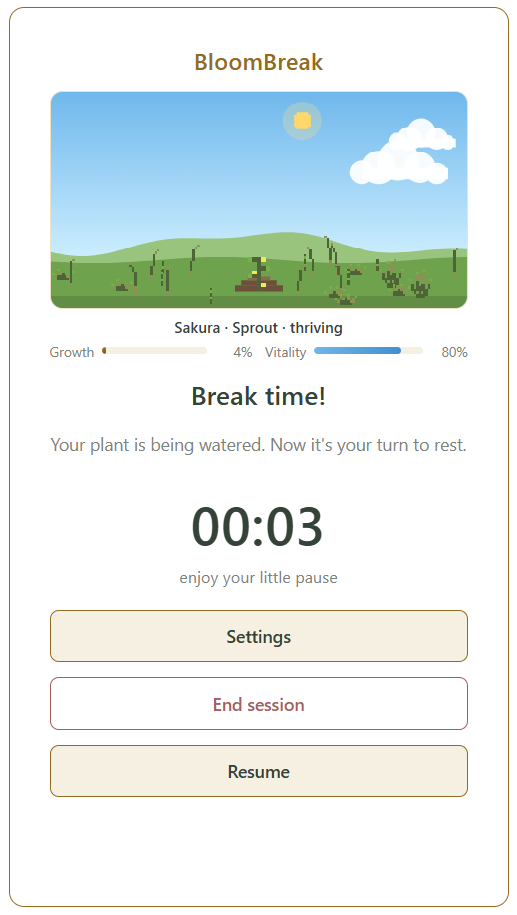 BloomBreak
Sakura · Sprout · thriving
Growth 4% Vitality 80%
Break time!
Your plant is being watered. Now it's your turn to rest.
00:03
enjoy your little pause
Settings
End session
Resume